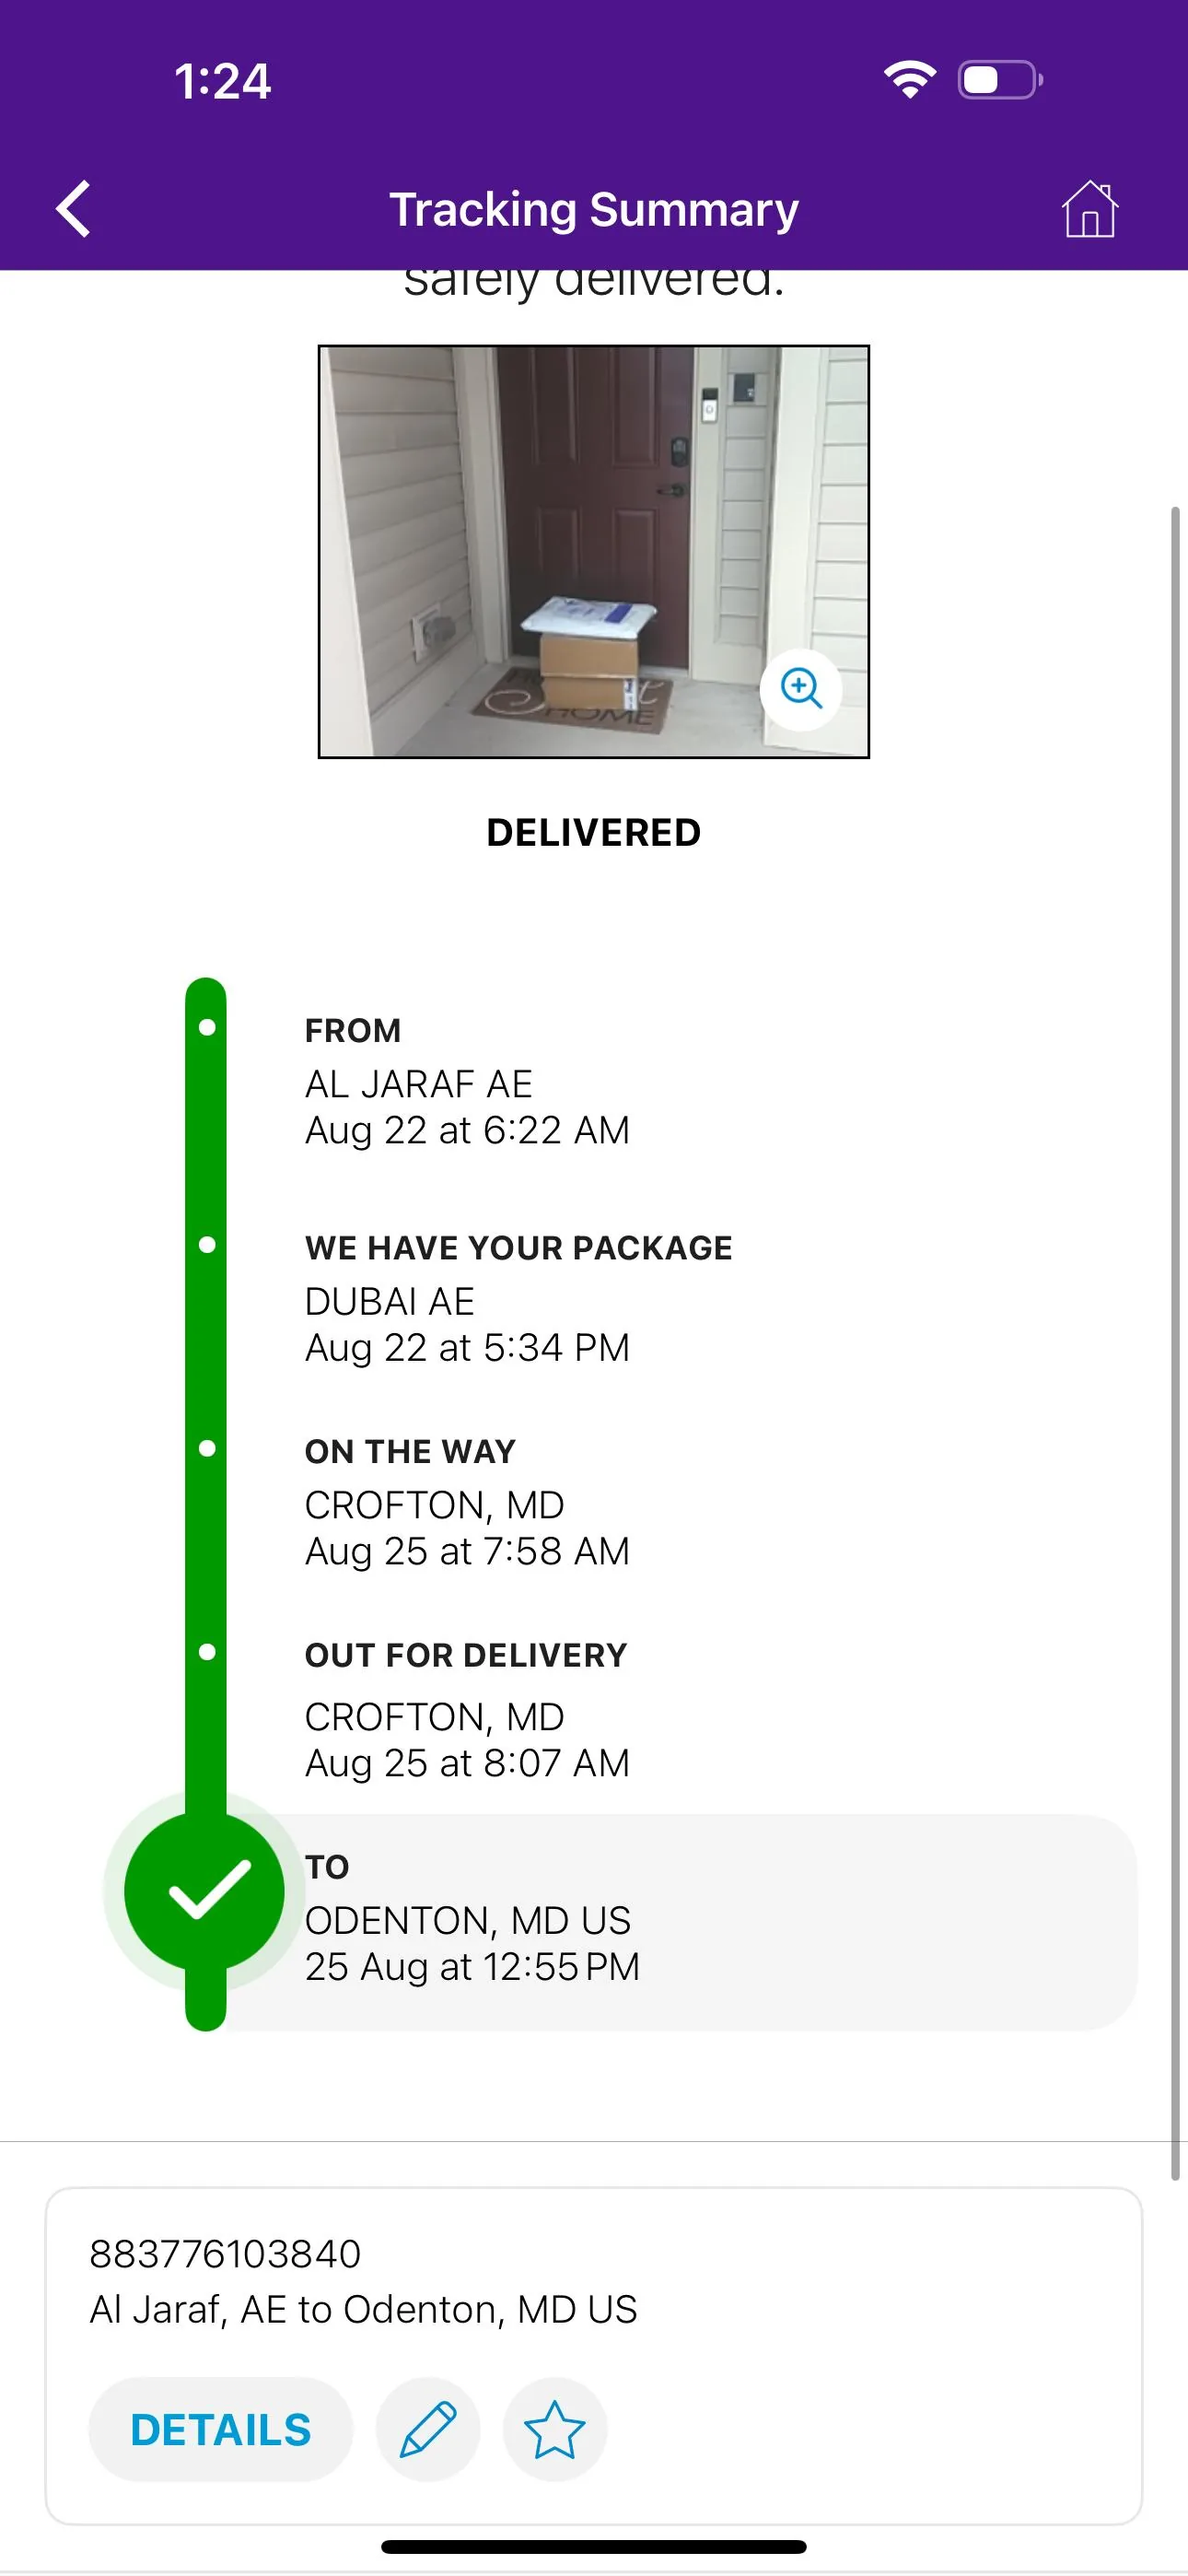 1:24
Tracking Summary
safely delivered.
HOME
DELIVERED
FROM
AL JARAF AE
Aug 22 at 6:22 AM
WE HAVE YOUR PACKAGE
DUBAI AE
Aug 22 at 5:34 PM
ON THE WAY
CROFTON, MD
Aug 25 at 7:58 AM
OUT FOR DELIVERY
CROFTON, MD
Aug 25 at 8:07 AM
TO
ODENTON, MD US
25 Aug at 12:55 PM
883776103840
Al Jaraf, AE to Odenton, MD US
DETAILS